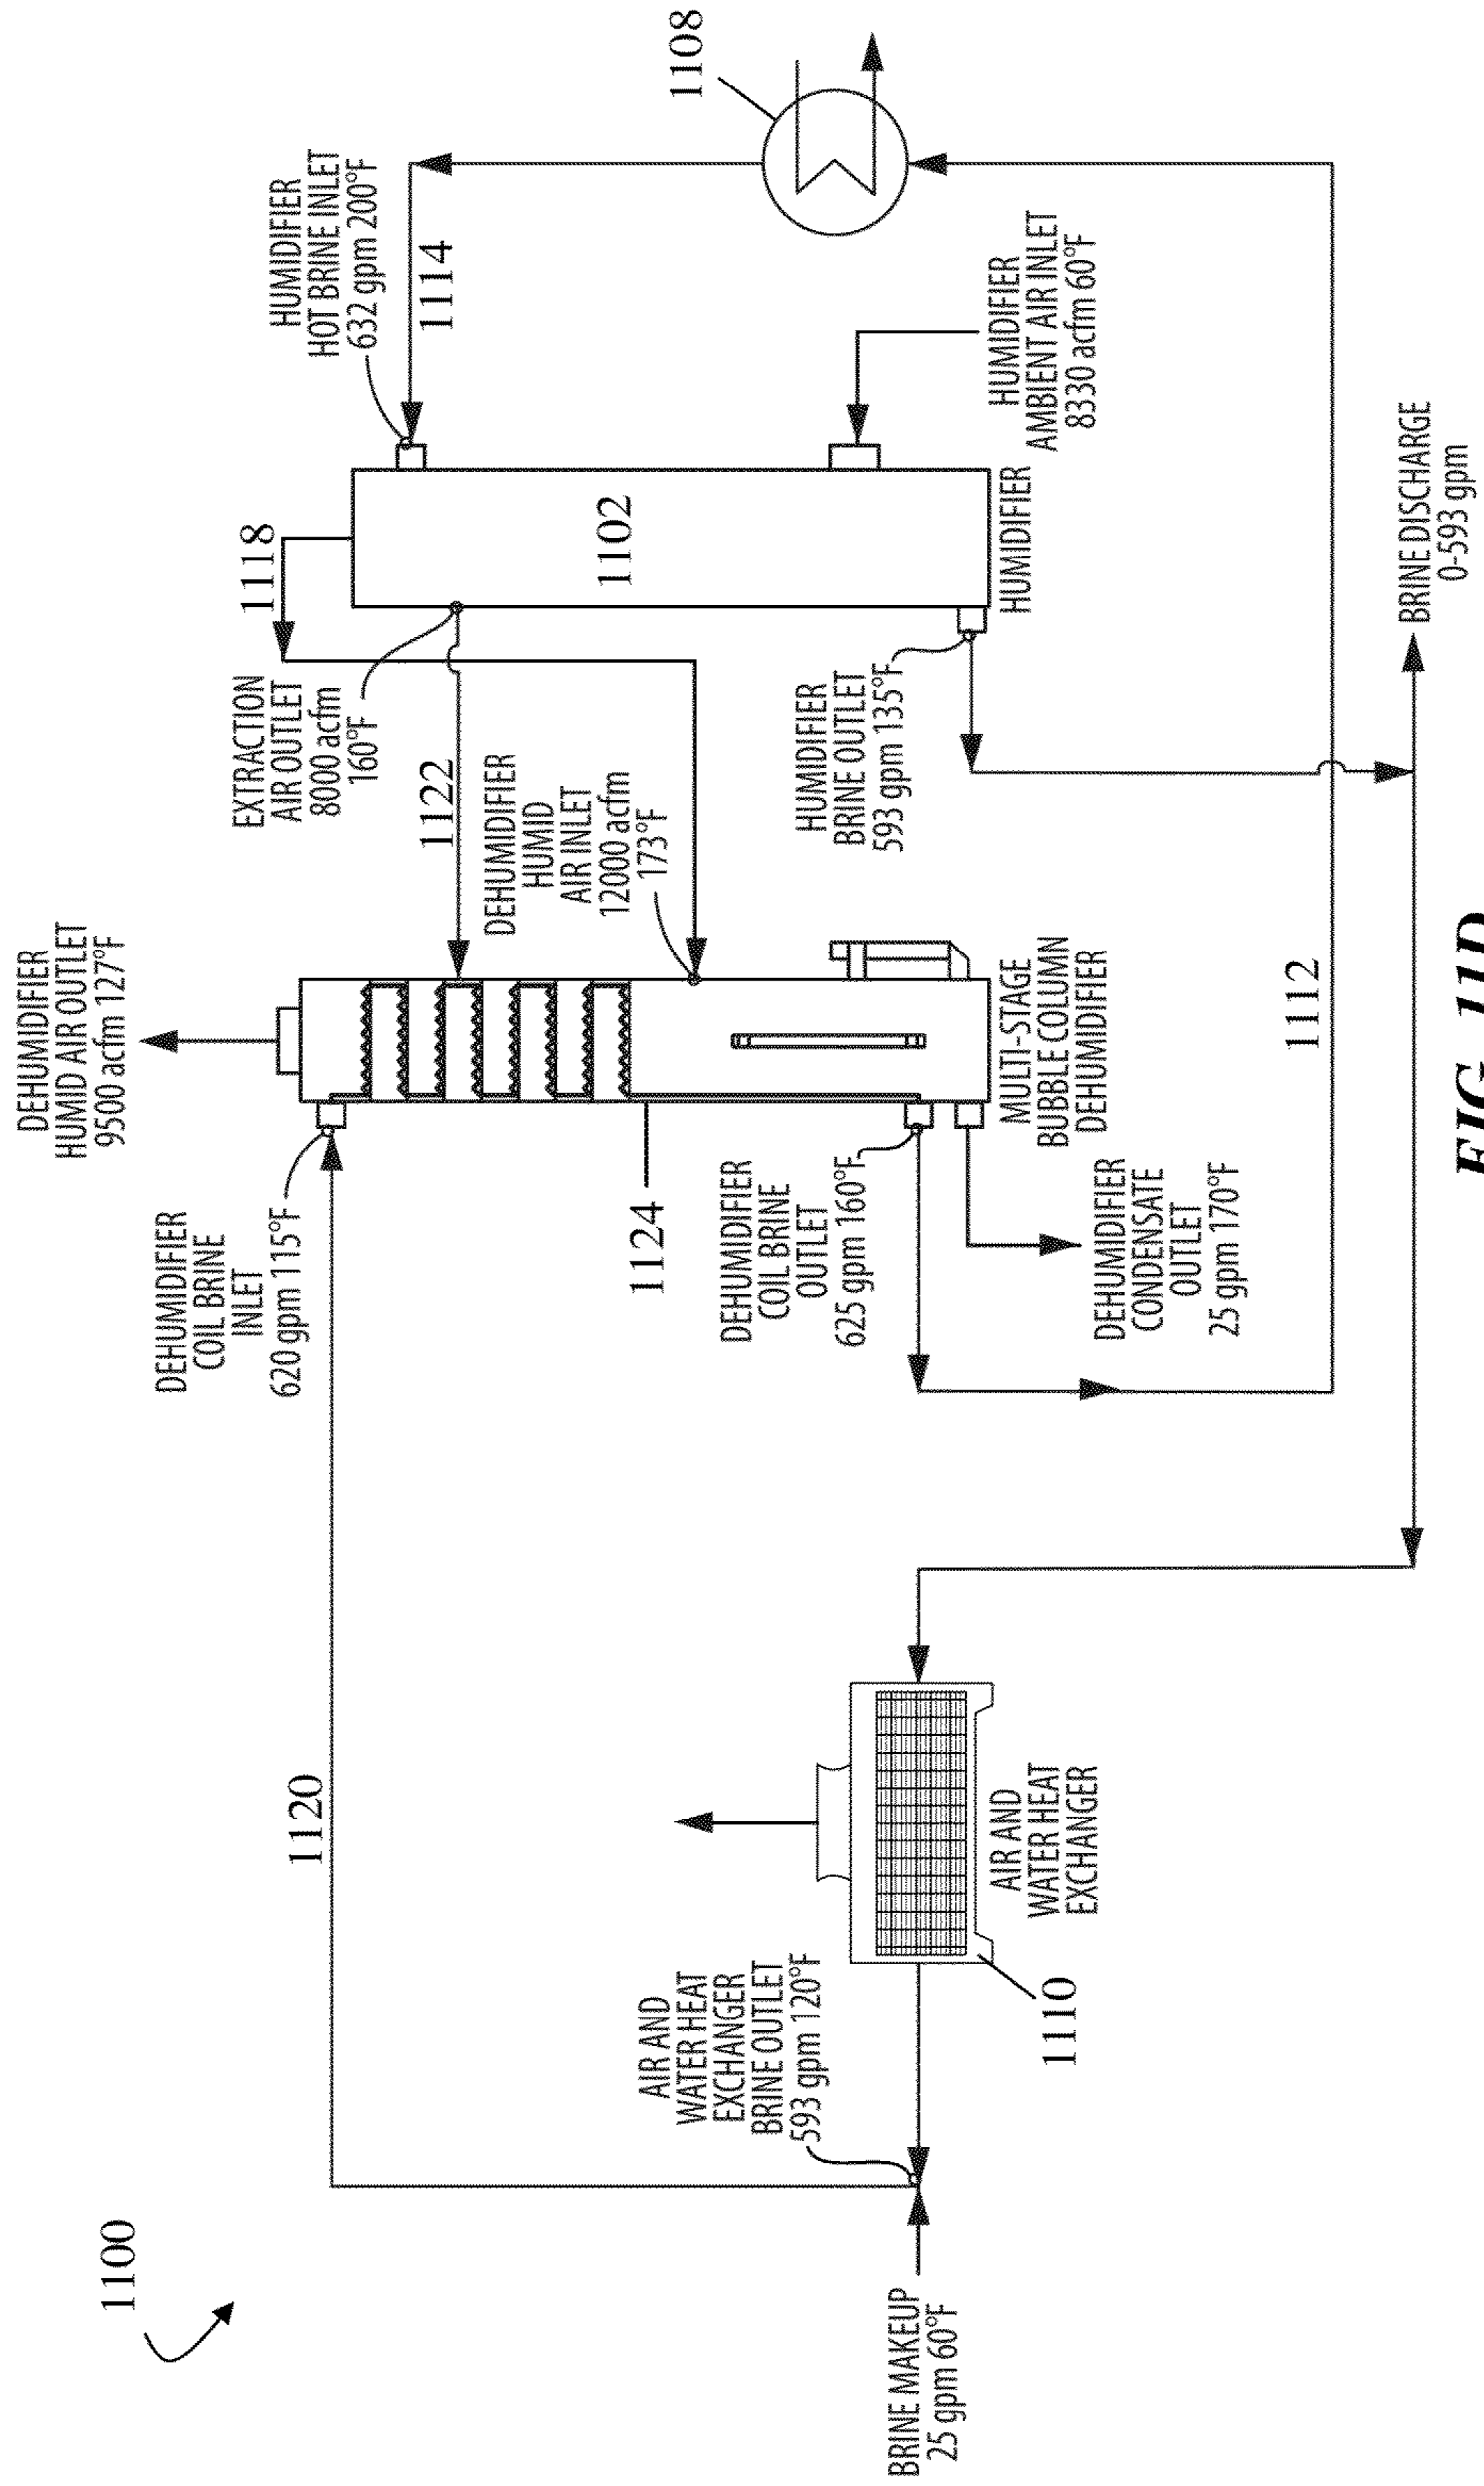 1100
DEHUMIDIFIER
HUMID AIR OUTLET
9500 acfm 127°F
DEHUMIDIFIER
COIL BRINE
INLET
620 gpm 115°F
1120
1118
EXTRACTION
AIR OUTLET
8000 acfm
160°F
1122
HUMIDIFIER
HOT BRINE INLET
632 gpm 200°F
1114
1108
DEHUMIDIFIER
HUMID
AIR INLET
12000 acfm
173°F
1102
1124
AIR AND
WATER HEAT
EXCHANGER
BRINE OUTLET
593 gpm 120°F
DEHUMIDIFIER
COIL BRINE
OUTLET
625 gpm 160°F
HUMIDIFIER
BRINE OUTLET
593 gpm 135°F
BRINE MAKEUP
25 gpm 60°F
1110
AIR AND
WATER HEAT
EXCHANGER
DEHUMIDIFIER
CONDENSATE
OUTLET
25 gpm 170°F
MULTI-STAGE
BUBBLE COLUMN
DEHUMIDIFIER
HUMIDIFIER
HUMIDIFIER
AMBIENT AIR INLET
8330 acfm 60°F
1112
BRINE DISCHARGE
0-593 gpm
FIG. 11D